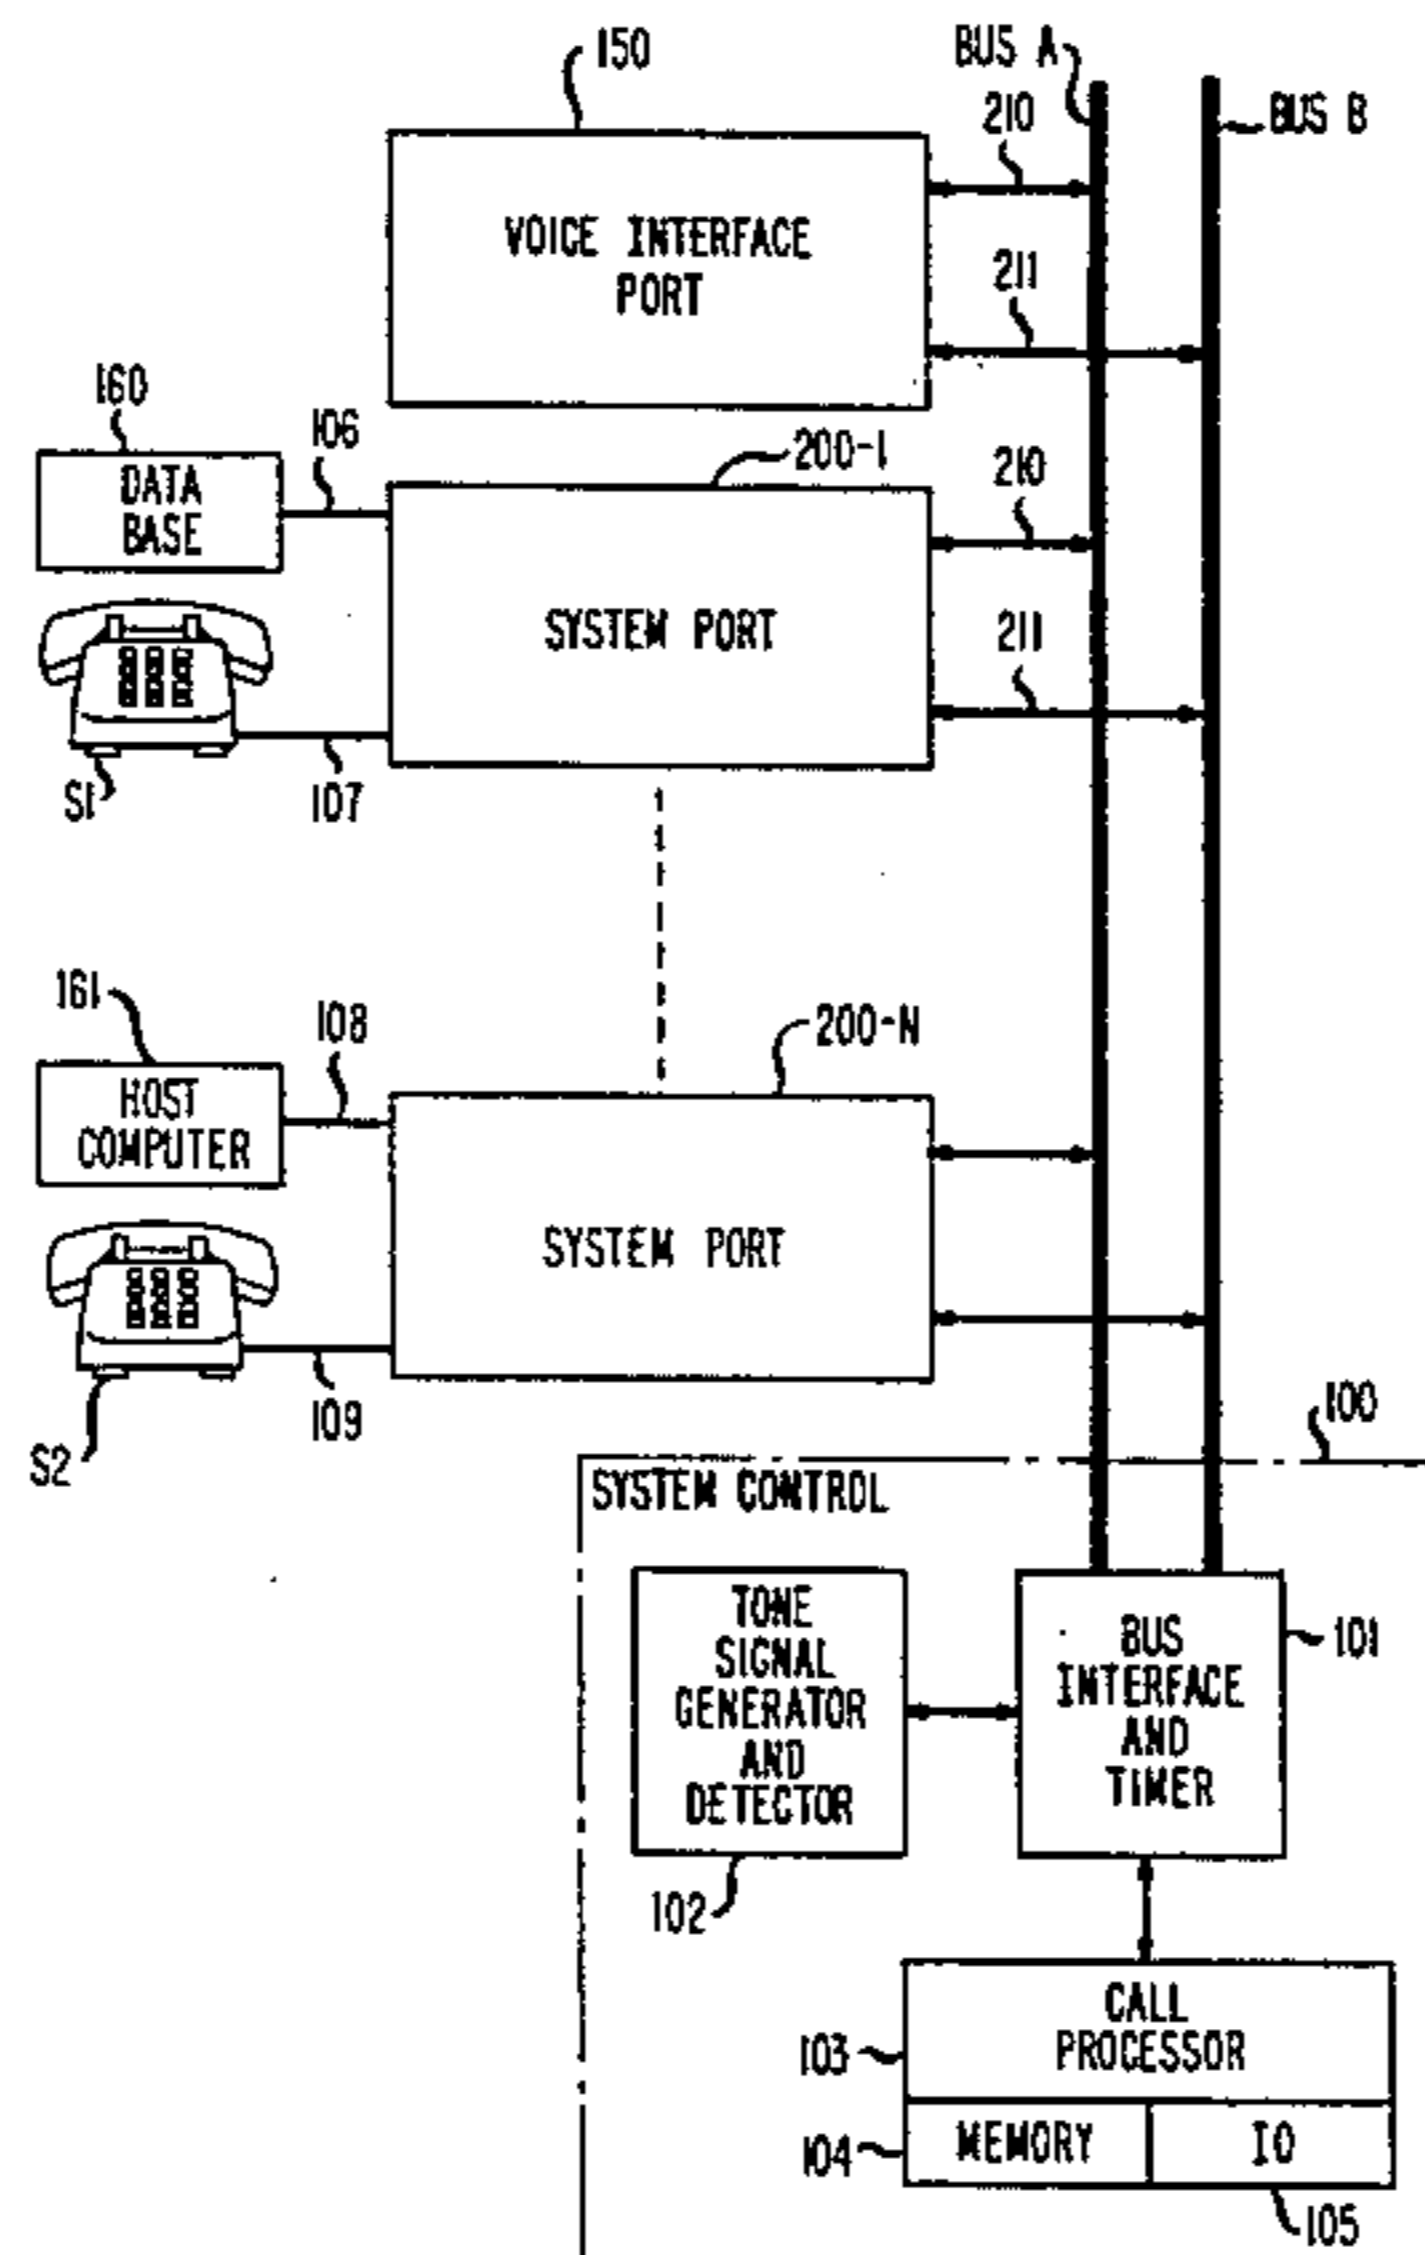 150
BUS A
210
BUS B
VOICE INTERFACE
PORT
211
160
106
200-1
210
DATA
BASE
SYSTEM PORT
211
S1
107
161
108
200-N
HOST
COMPUTER
SYSTEM PORT
109
S2
100
SYSTEM CONTROL
TONE
SIGNAL
GENERATOR
AND
DETECTOR
BUS
INTERFACE
AND
TIMER
101
102
CALL
PROCESSOR
103
MEMORY
IO
104
105